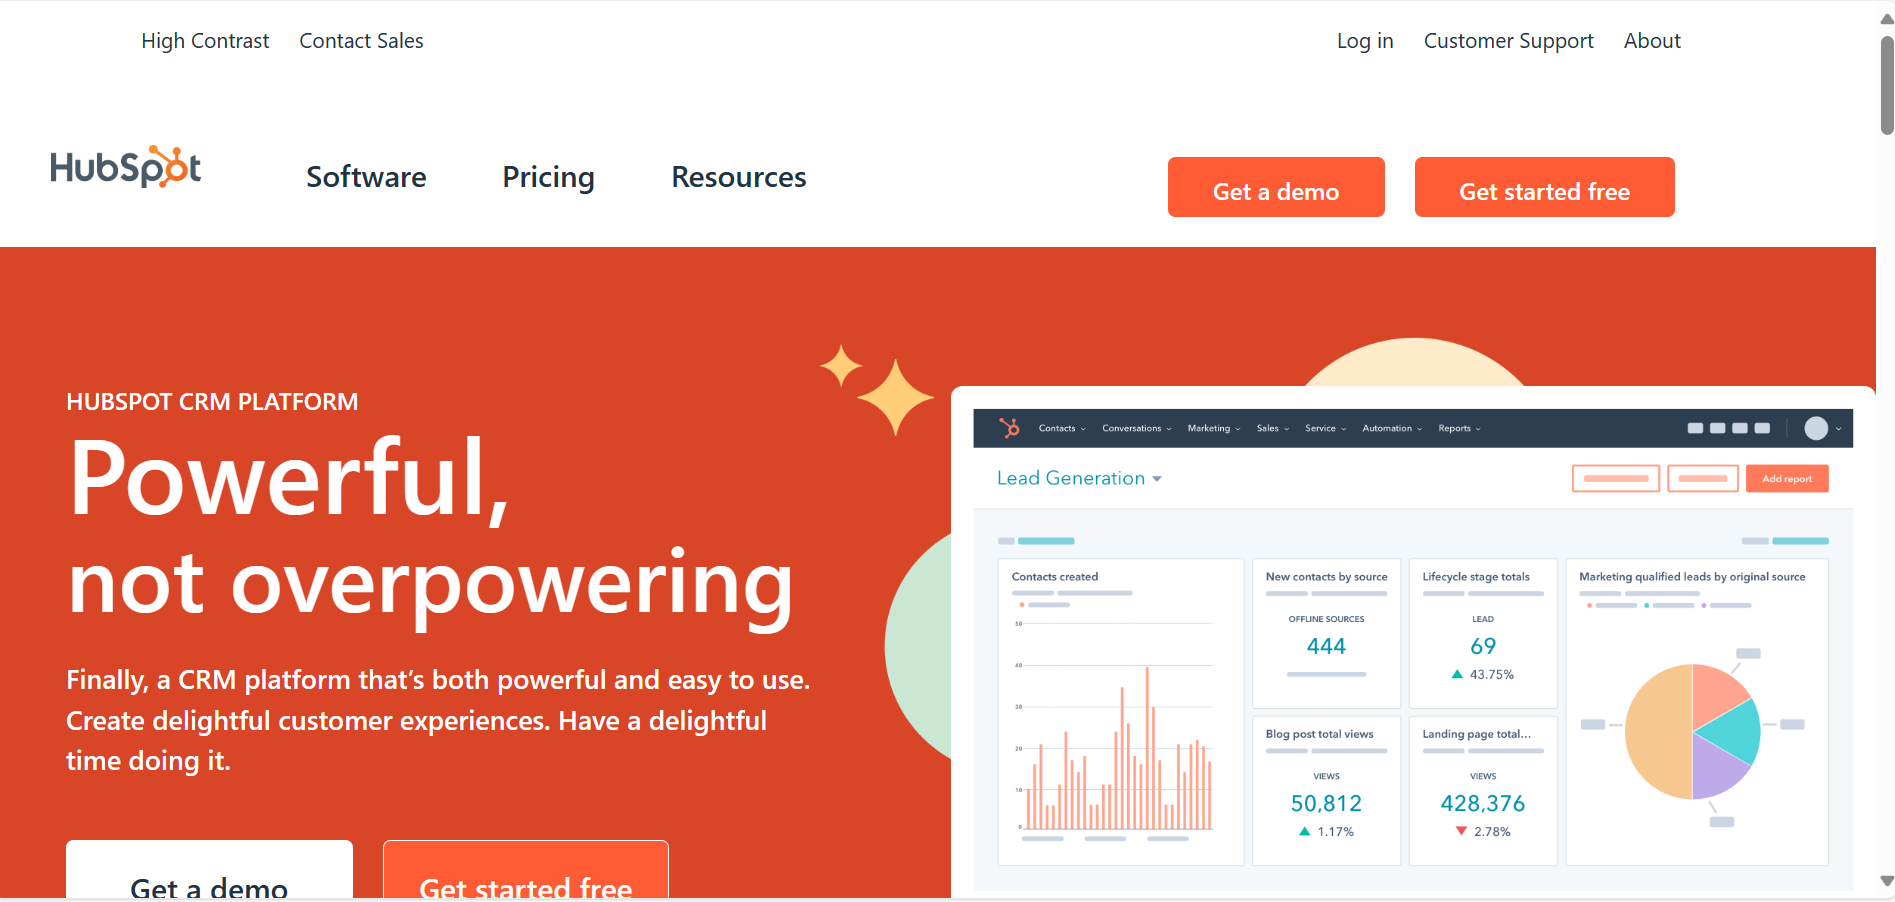 High Contrast Contact Sales Log in Customer Support About
HubSpot Software Pricing Resources Get a demo Get started free
HUBSPOT CRM PLATFORM
Powerful,
not overpowering
Finally, a CRM platform that’s both powerful and easy to use.
Create delightful customer experiences. Have a delightful
time doing it.
Get a demo Get started free
Contacts Conversations Marketing Sales Service Automation Reports
Lead Generation Add report
Contacts created
50
40
30
20
10
0
New contacts by source
OFFLINE SOURCES
444
Lifecycle stage totals
LEAD
69
43.75%
Blog post total views
VIEWS
50,812
1.17%
Landing page total...
VIEWS
428,376
2.78%
Marketing qualified leads by original source